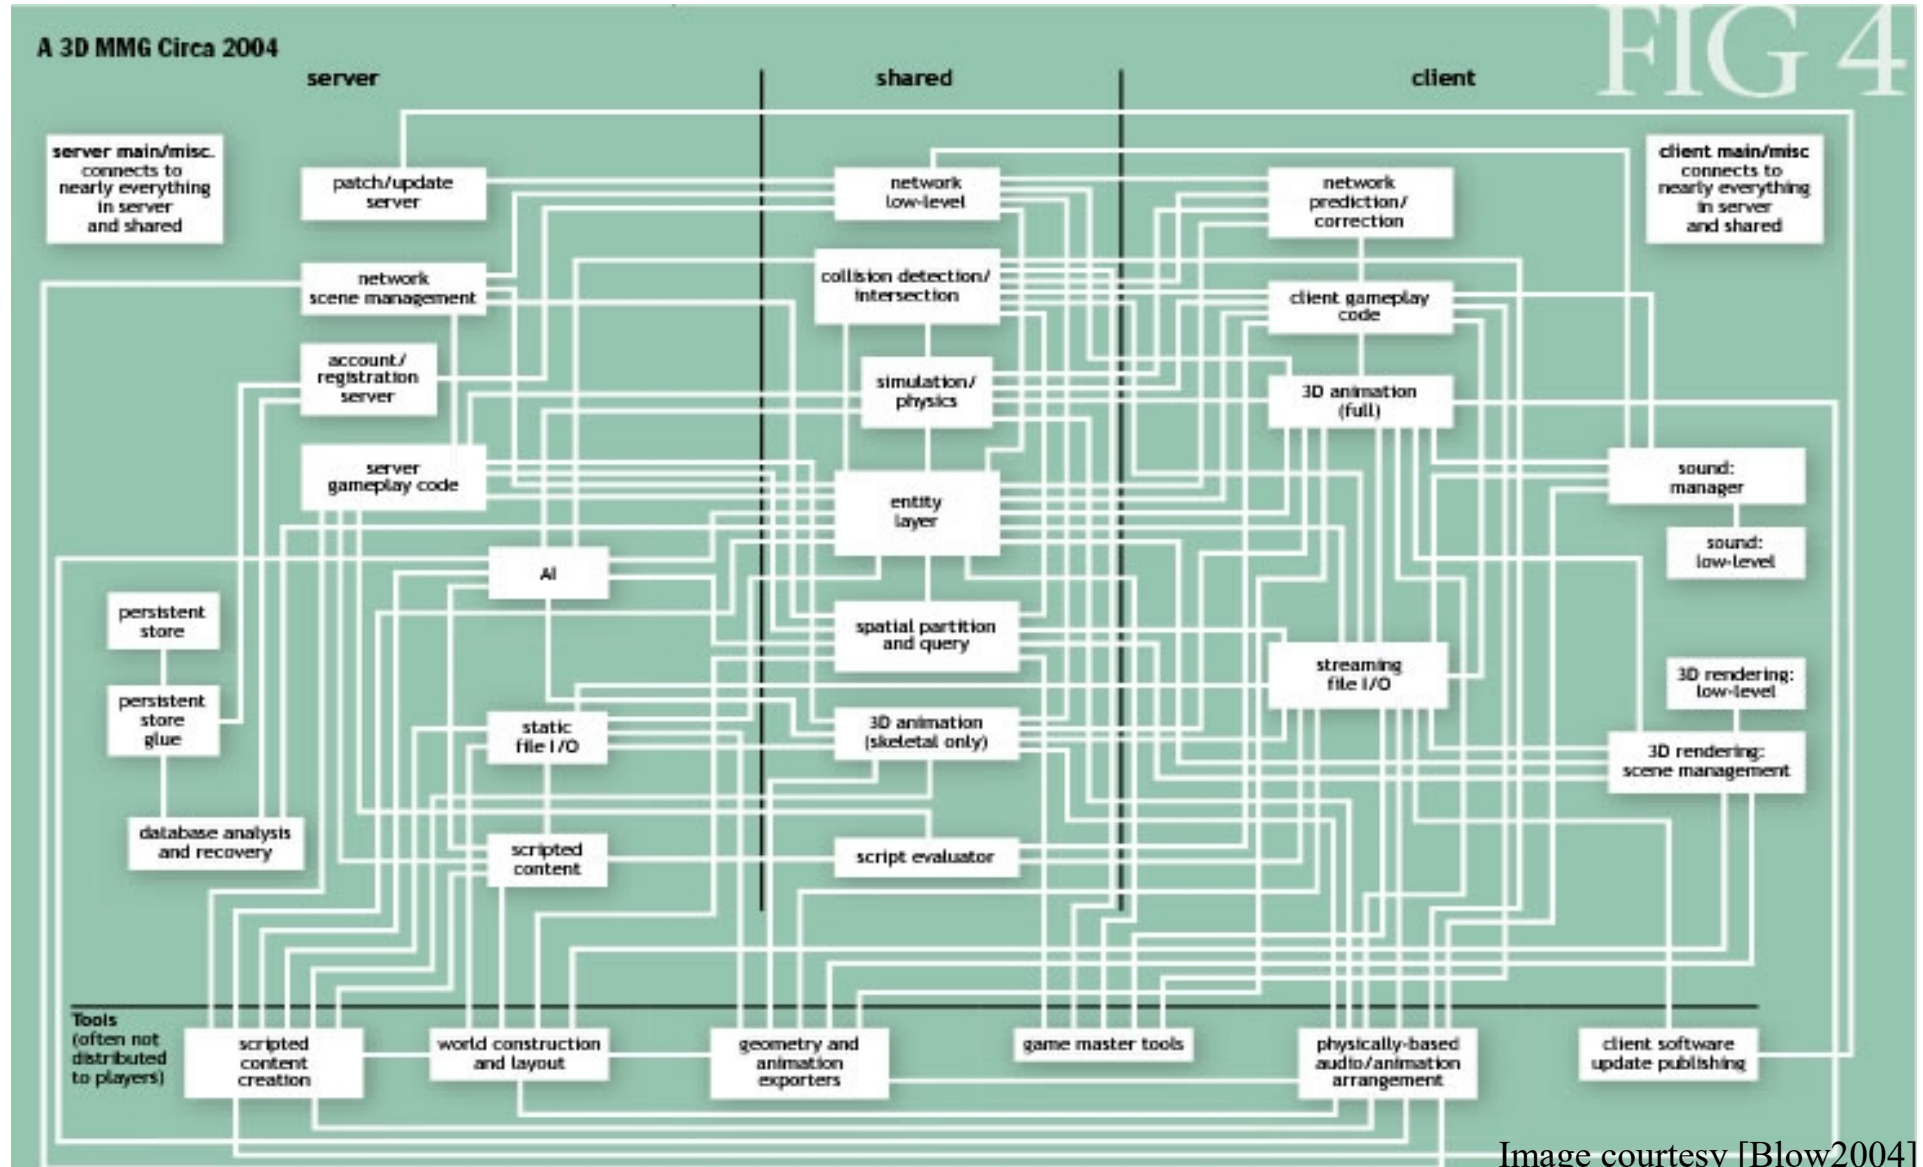 A 3D MMG Circa 2004
FIG 4
server
shared
client
server main/misc.
connects to
nearly everything
in server
and shared
patch/update
server
network
low-level
network
prediction/
correction
client main/misc
connects to
nearly everything
in server
and shared
network
scene management
collision detection/
intersection
client gameplay
code
account/
registration
server
simulation/
physics
3D animation
(full)
server
gameplay code
entity
layer
sound:
manager
sound:
low-level
AI
persistent
store
spatial partition
and query
streaming
file I/O
3D rendering:
low-level
persistent
store
glue
static
file I/O
3D animation
(skeletal only)
3D rendering:
scene management
database analysis
and recovery
scripted
content
script evaluator
Tools
(often not
distributed
to players)
scripted
content
creation
world construction
and layout
geometry and
animation
exporters
game master tools
physically-based
audio/animation
arrangement
client software
update publishing
Image courtesy [Blow2004]